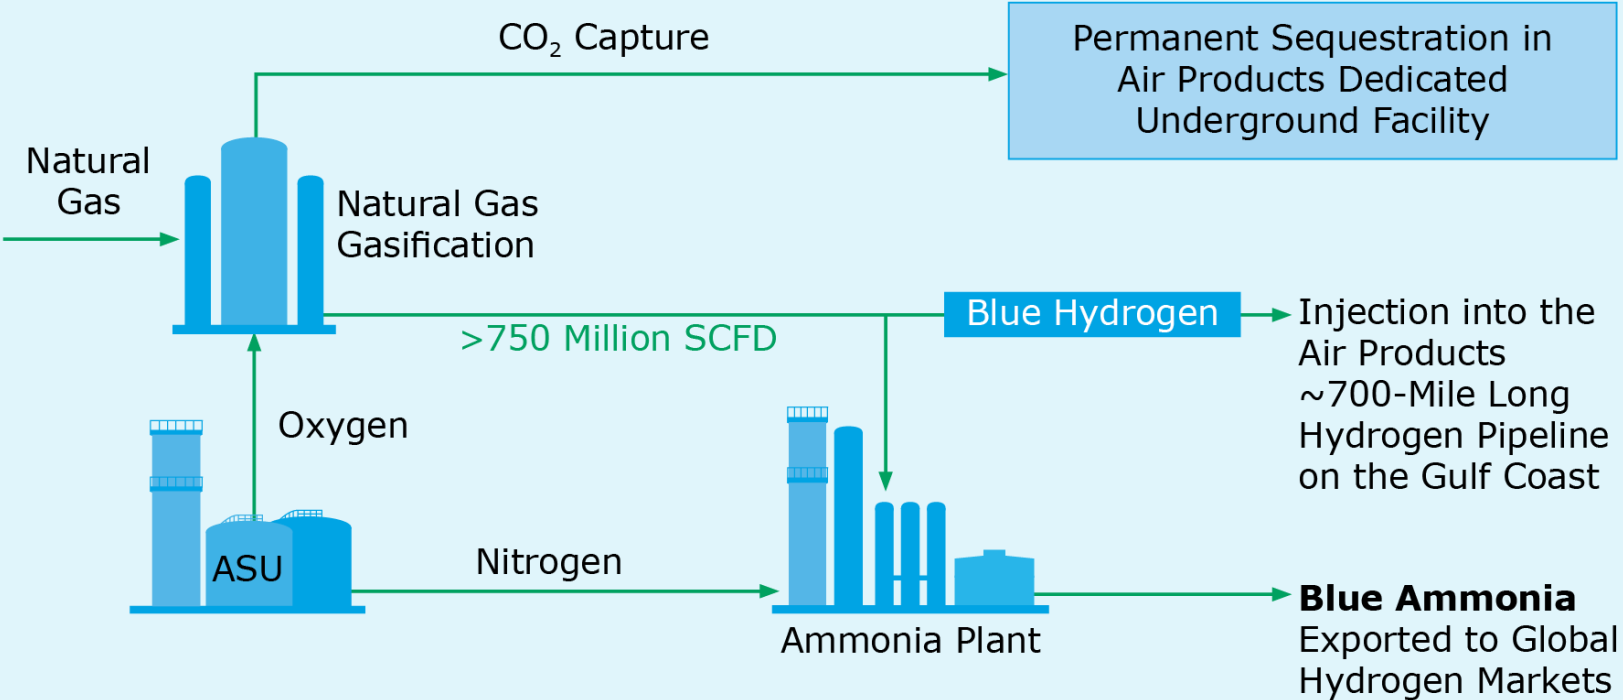 CO₂ Capture
Permanent Sequestration in
Air Products Dedicated
Underground Facility
Natural
Gas
Natural Gas
Gasification
>750 Million SCFD
Blue Hydrogen
Injection into the
Air Products
~700-Mile Long
Hydrogen Pipeline
on the Gulf Coast
Oxygen
ASU
Nitrogen
Ammonia Plant
Blue Ammonia
Exported to Global
Hydrogen Markets